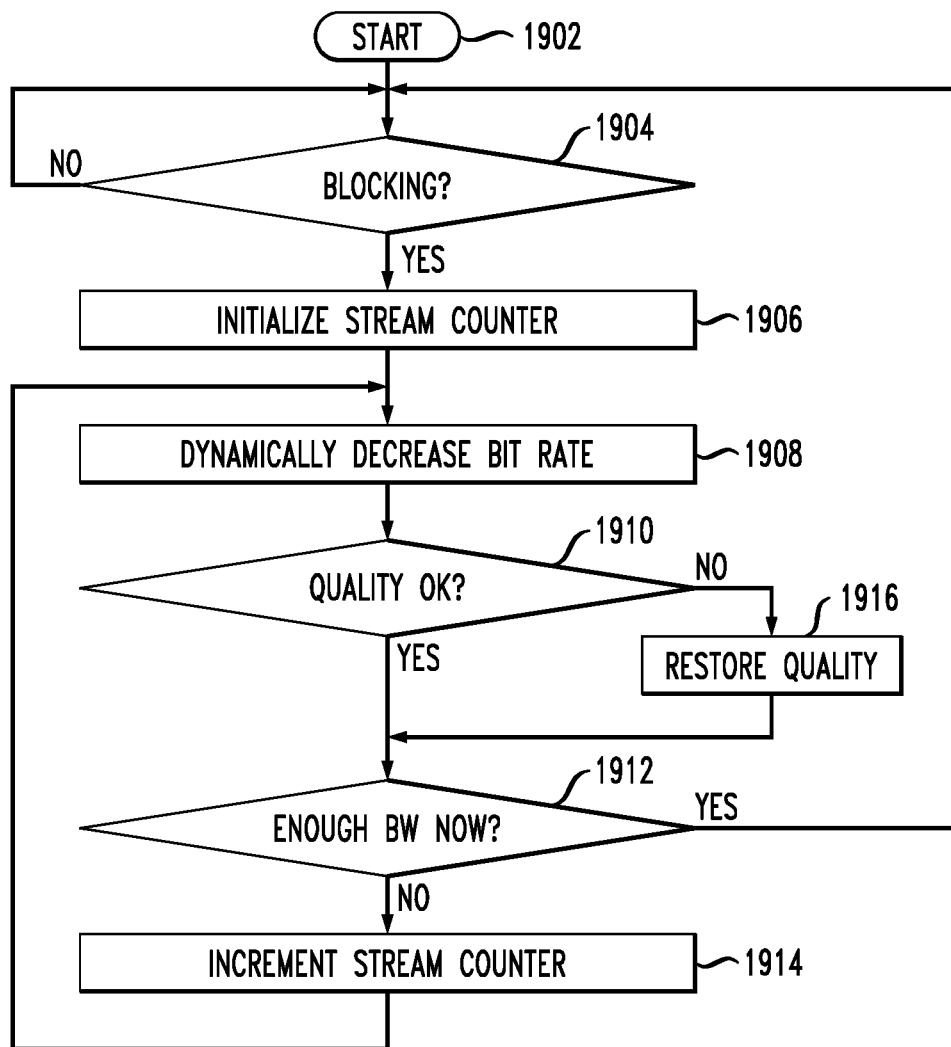 START
1902
1904
NO
BLOCKING?
YES
INITIALIZE STREAM COUNTER
1906
DYNAMICALLY DECREASE BIT RATE
1908
1910
QUALITY OK?
NO
1916
YES
RESTORE QUALITY
1912
ENOUGH BW NOW?
YES
NO
INCREMENT STREAM COUNTER
1914